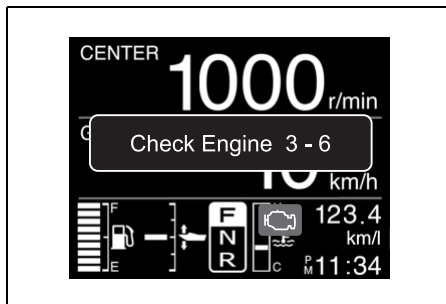 CENTER
1000 r/min
Check Engine 3 - 6
km/h
F F 123.4
N km/l
E R C PM 11:34